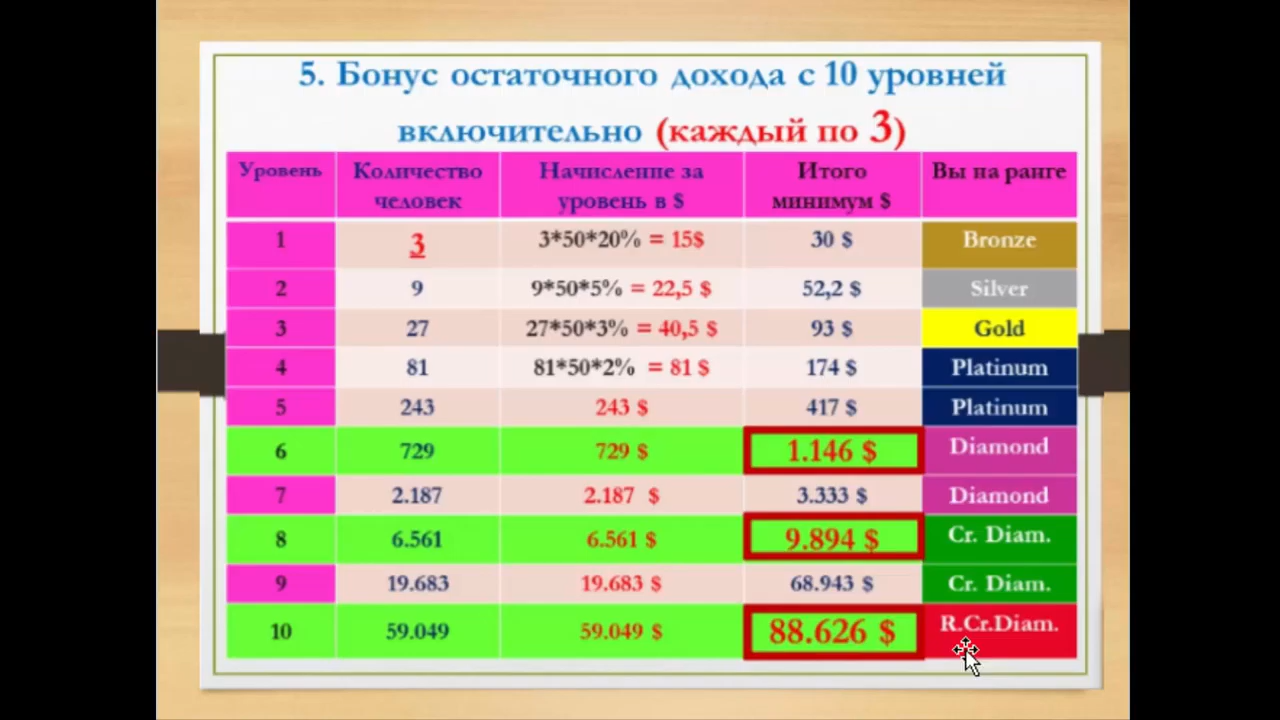 5. Бонус остаточного дохода с 10 уровней
включительно (каждый по 3)
Уровень Количество человек Начисление за уровень в $ Итого минимум $ Вы на ранге
1 3 3*50*20% = 15$ 30 $ Bronze
2 9 9*50*5% = 22,5 $ 52,2 $ Silver
3 27 27*50*3% = 40,5 $ 93 $ Gold
4 81 81*50*2% = 81 $ 174 $ Platinum
5 243 243 $ 417 $ Platinum
6 729 729 $ 1.146 $ Diamond
7 2.187 2.187 $ 3.333 $ Diamond
8 6.561 6.561 $ 9.894 $ Cr. Diam.
9 19.683 19.683 $ 68.943 $ Cr. Diam.
10 59.049 59.049 $ 88.626 $ R.Cr.Diam.